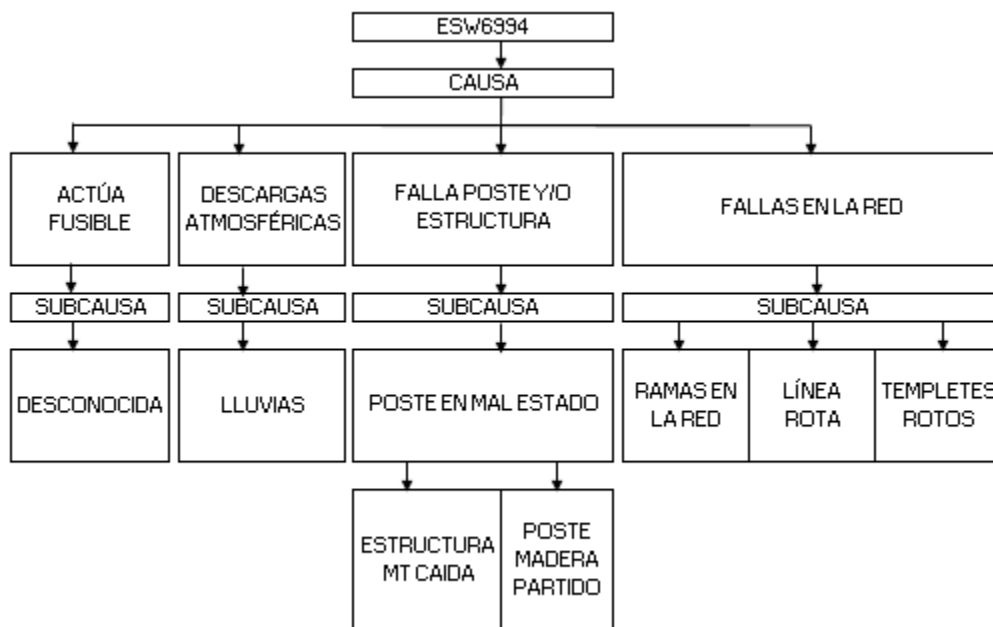 ESW6994
CAUSA
ACTÚA
FUSIBLE
DESCARGAS
ATMOSFÉRICAS
FALLA POSTE Y/O
ESTRUCTURA
FALLAS EN LA RED
SUBCAUSA
SUBCAUSA
SUBCAUSA
SUBCAUSA
DESCONOCIDA
LLUVIAS
POSTE EN MAL ESTADO
RAMAS EN
LA RED
LÍNEA
ROTA
TEMPLETES
ROTOS
ESTRUCTURA
MT CAIDA
POSTE
MADERA
PARTIDO